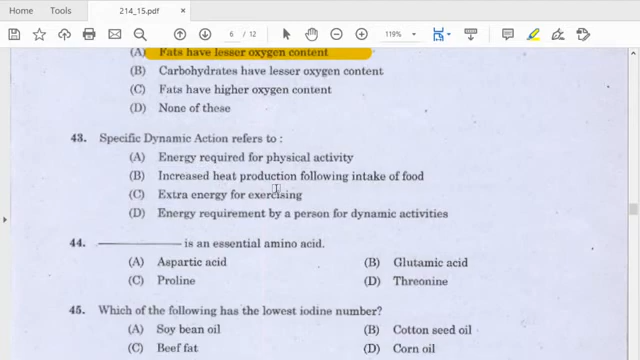 Home
Tools
214_15.pdf
×
6 / 12
119%
(A) Fats have lesser oxygen content
(B) Carbohydrates have lesser oxygen content
(C) Fats have higher oxygen content
(D) None of these
43. Specific Dynamic Action refers to :
(A) Energy required for physical activity
(B) Increased heat production following intake of food
(C) Extra energy for exercising
(D) Energy requirement by a person for dynamic activities
44. __________ is an essential amino acid.
(A) Aspartic acid (B) Glutamic acid
(C) Proline (D) Threonine
45. Which of the following has the lowest iodine number?
(A) Soy bean oil (B) Cotton seed oil
(C) Beef fat (D) Corn oil